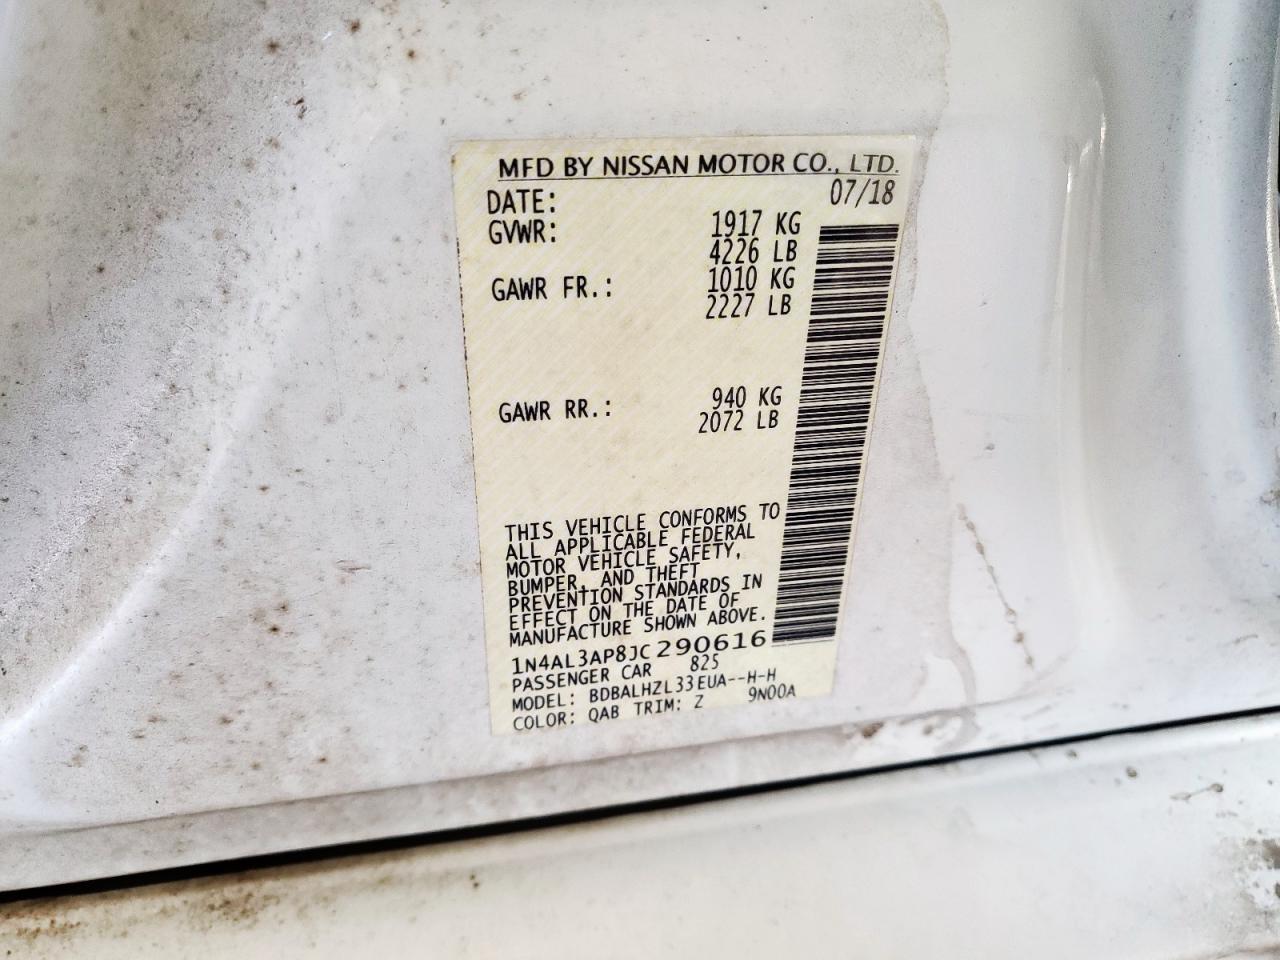 MFD BY NISSAN MOTOR CO., LTD.
DATE: 07/18
GVWR: 1917 KG
4226 LB
GAWR FR.: 1010 KG
2227 LB
GAWR RR.: 940 KG
2072 LB
THIS VEHICLE CONFORMS TO
ALL APPLICABLE FEDERAL
MOTOR VEHICLE SAFETY,
BUMPER, AND THEFT
PREVENTION STANDARDS IN
EFFECT ON THE DATE OF
MANUFACTURE SHOWN ABOVE.
1N4AL3AP8JC290616
PASSENGER CAR 825
MODEL: BDBALHZL33EUA--H-H
COLOR: QAB TRIM: Z 9N00A